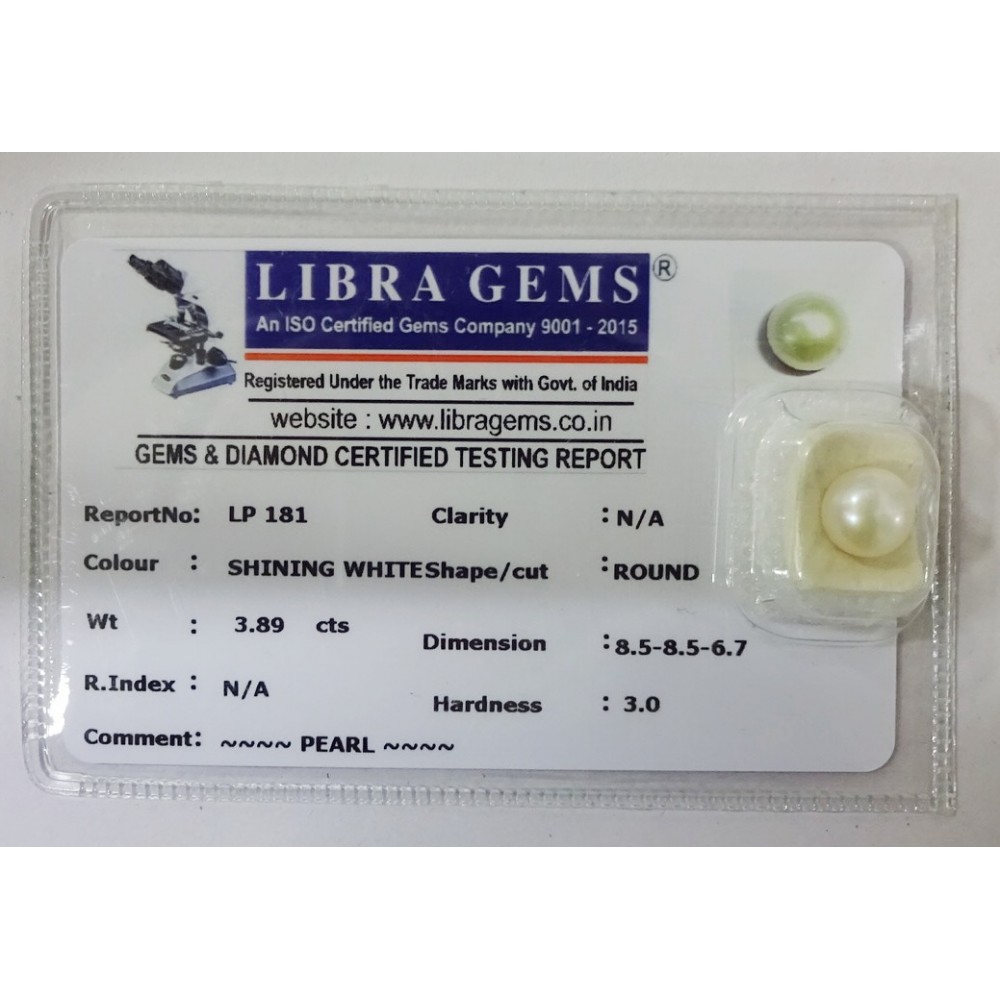 LIBRA GEMS ®
An ISO Certified Gems Company 9001 - 2015
Registered Under the Trade Marks with Govt. of India
website : www.libragems.co.in
GEMS & DIAMOND CERTIFIED TESTING REPORT
ReportNo: LP 181 Clarity : N/A
Colour : SHINING WHITE Shape/cut : ROUND
Wt : 3.89 cts Dimension : 8.5-8.5-6.7
R.Index : N/A Hardness : 3.0
Comment: ~~~~ PEARL ~~~~